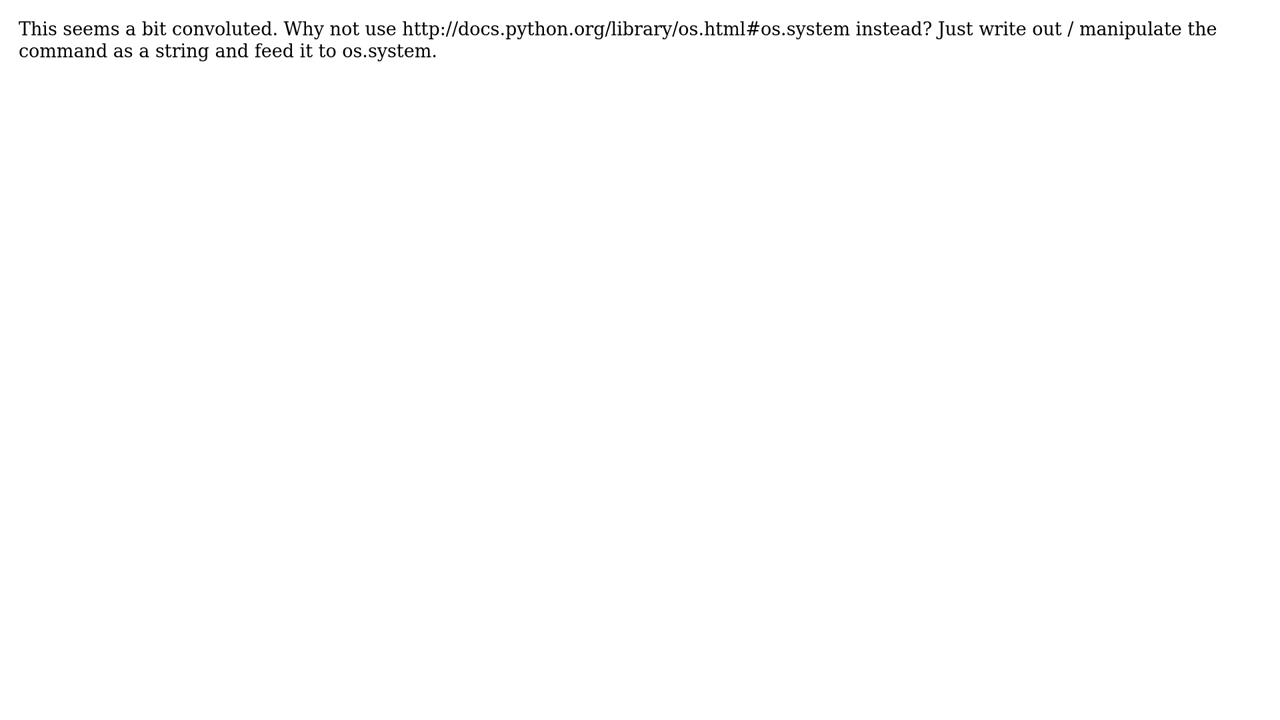 This seems a bit convoluted. Why not use http://docs.python.org/library/os.html#os.system instead? Just write out / manipulate the
command as a string and feed it to os.system.